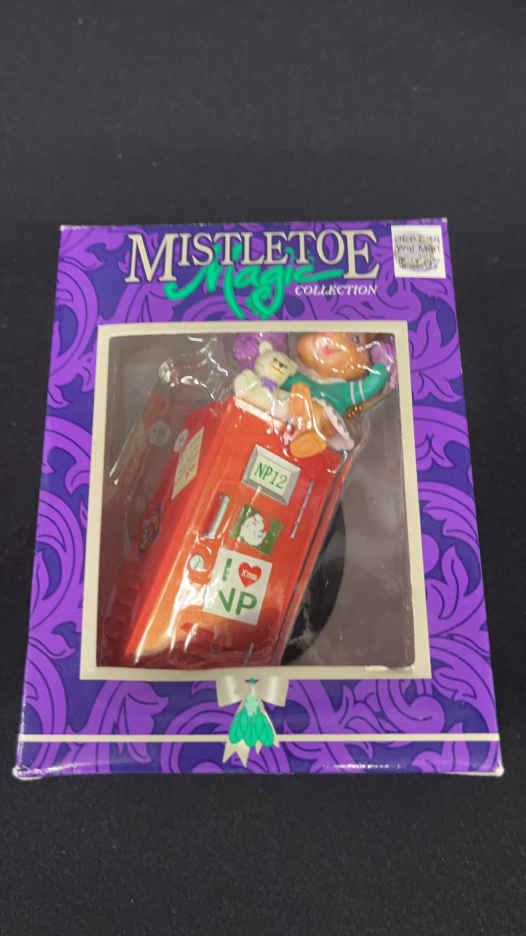 MISTLETOE
Magic
COLLECTION
NP12
I ♥
Xmas
NP